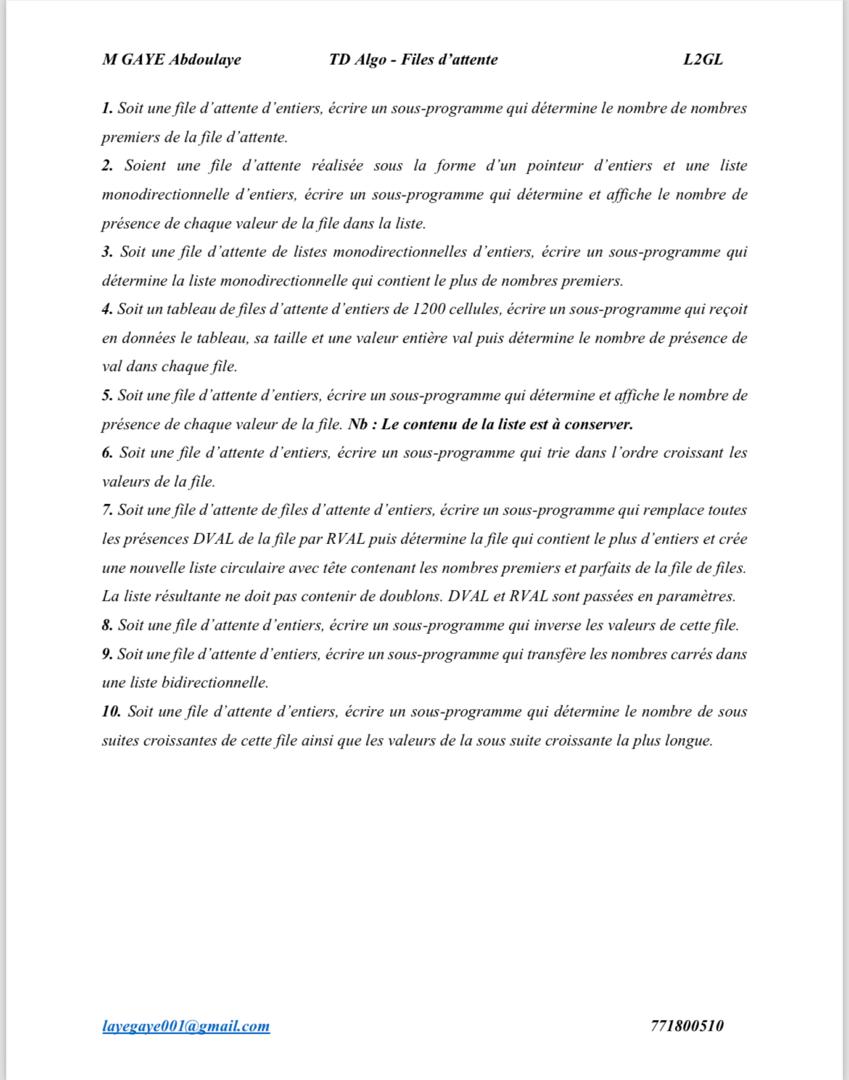 M GAYE Abdoulaye TD Algo - Files d’attente L2GL
1. Soit une file d’attente d’entiers, écrire un sous-programme qui détermine le nombre de nombres
premiers de la file d’attente.
2. Soient une file d’attente réalisée sous la forme d’un pointeur d’entiers et une liste
monodirectionnelle d’entiers, écrire un sous-programme qui détermine et affiche le nombre de
présence de chaque valeur de la file dans la liste.
3. Soit une file d’attente de listes monodirectionnelles d’entiers, écrire un sous-programme qui
détermine la liste monodirectionnelle qui contient le plus de nombres premiers.
4. Soit un tableau de files d’attente d’entiers de 1200 cellules, écrire un sous-programme qui reçoit
en données le tableau, sa taille et une valeur entière val puis détermine le nombre de présence de
val dans chaque file.
5. Soit une file d’attente d’entiers, écrire un sous-programme qui détermine et affiche le nombre de
présence de chaque valeur de la file. Nb : Le contenu de la liste est à conserver.
6. Soit une file d’attente d’entiers, écrire un sous-programme qui trie dans l’ordre croissant les
valeurs de la file.
7. Soit une file d’attente de files d’attente d’entiers, écrire un sous-programme qui remplace toutes
les présences DVAL de la file par RVAL puis détermine la file qui contient le plus d’entiers et crée
une nouvelle liste circulaire avec tête contenant les nombres premiers et parfaits de la file de files.
La liste résultante ne doit pas contenir de doublons. DVAL et RVAL sont passées en paramètres.
8. Soit une file d’attente d’entiers, écrire un sous-programme qui inverse les valeurs de cette file.
9. Soit une file d’attente d’entiers, écrire un sous-programme qui transfère les nombres carrés dans
une liste bidirectionnelle.
10. Soit une file d’attente d’entiers, écrire un sous-programme qui détermine le nombre de sous
suites croissantes de cette file ainsi que les valeurs de la sous suite croissante la plus longue.
layegaye001@gmail.com 771800510